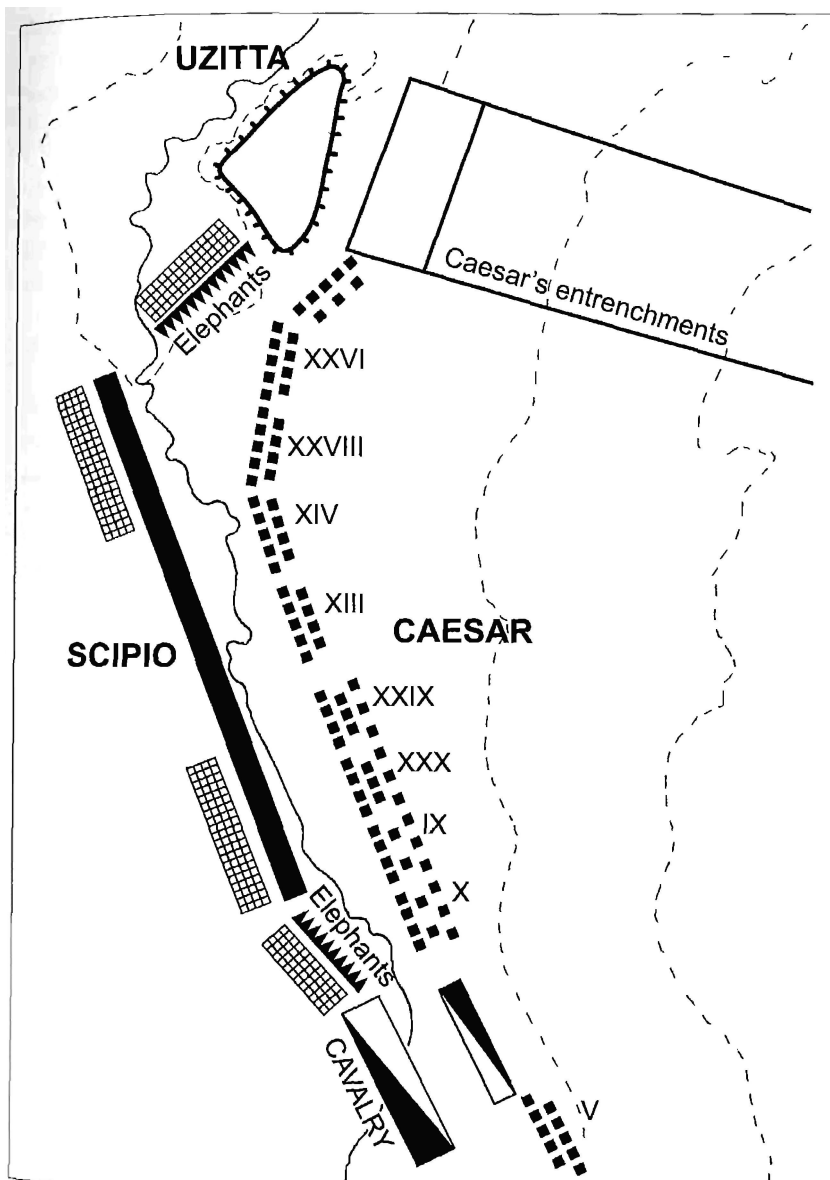 UZITTA
Elephants
Caesar's entrenchments
XXVI
XXVIII
XIV
XIII
CAESAR
SCIPIO
XXIX
XXX
IX
X
Elephants
CAVALRY
V